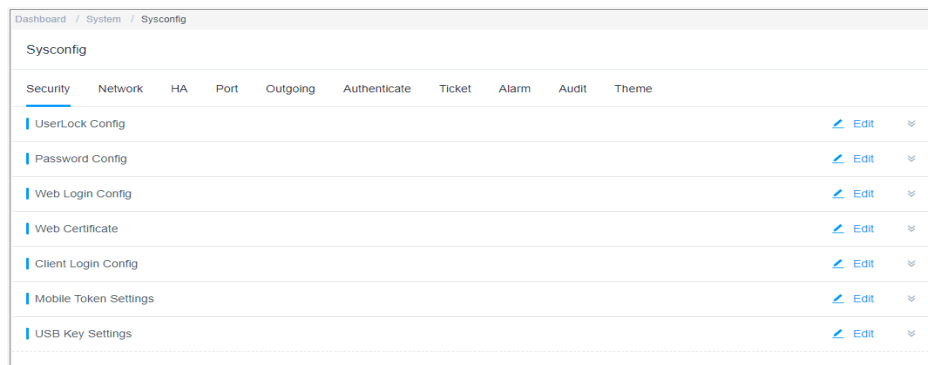 Dashboard / System / Sysconfig
Sysconfig
Security Network HA Port Outgoing Authenticate Ticket Alarm Audit Theme
UserLock Config Edit
Password Config Edit
Web Login Config Edit
Web Certificate Edit
Client Login Config Edit
Mobile Token Settings Edit
USB Key Settings Edit